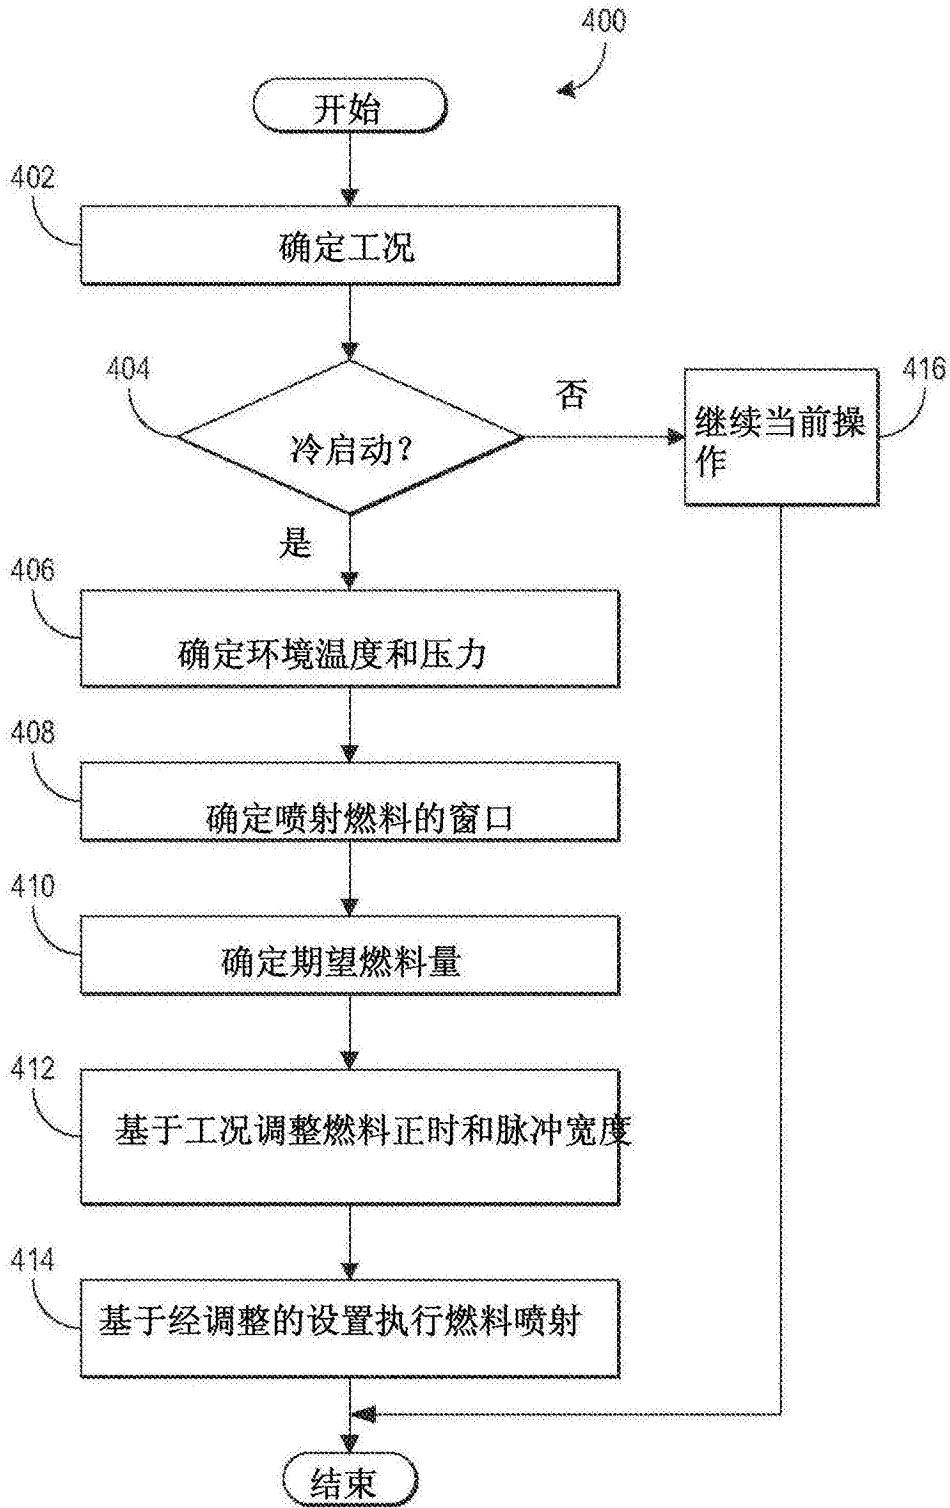 400
开始
402
确定工况
404
冷启动？
否
416
继续当前操
作
是
406
确定环境温度和压力
408
确定喷射燃料的窗口
410
确定期望燃料量
412
基于工况调整燃料正时和脉冲宽度
414
基于经调整的设置执行燃料喷射
结束